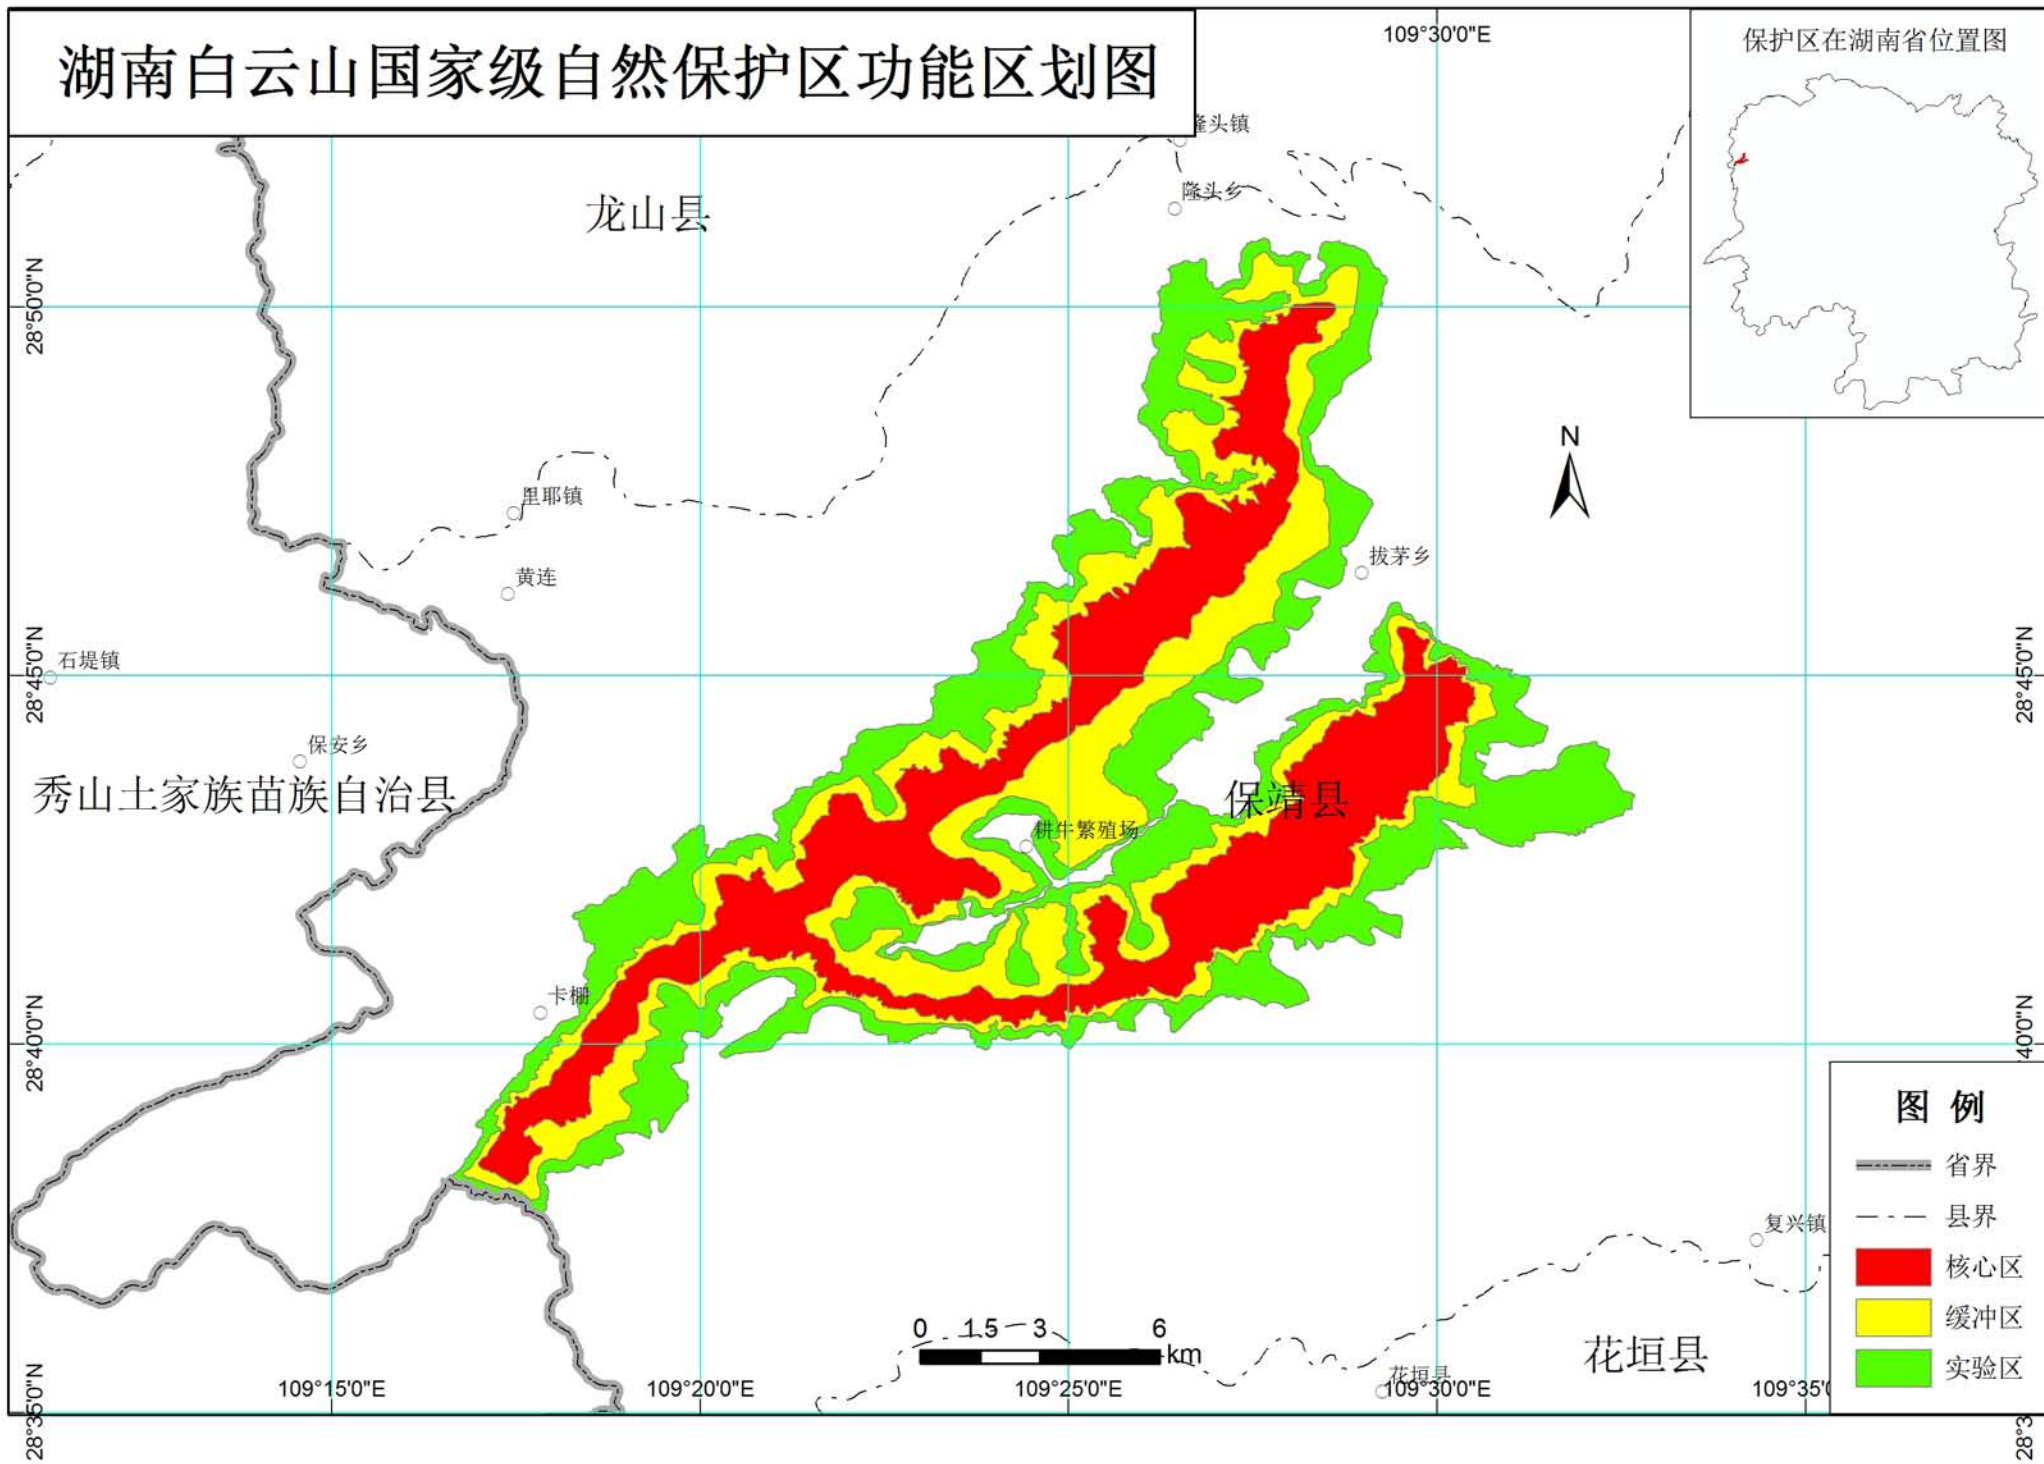 湖南白云山国家级自然保护区功能区划图
109°30'0"E
保护区在湖南省位置图
隆头镇
隆头乡
龙山县
28°50'0"N
N
里耶镇
拔茅乡
黄连
28°45'0"N
28°45'0"N
石堤镇
保安乡
秀山土家族苗族自治县
保靖县
耕牛繁殖场
卡棚
28°40'0"N
40'0"N
图 例
省界
县界
核心区
缓冲区
实验区
复兴镇
花垣县
0 1.5 3 6
km
花垣县
109°15'0"E
109°20'0"E
109°25'0"E
109°30'0"E
109°35'0
28°35'0"N
28°3